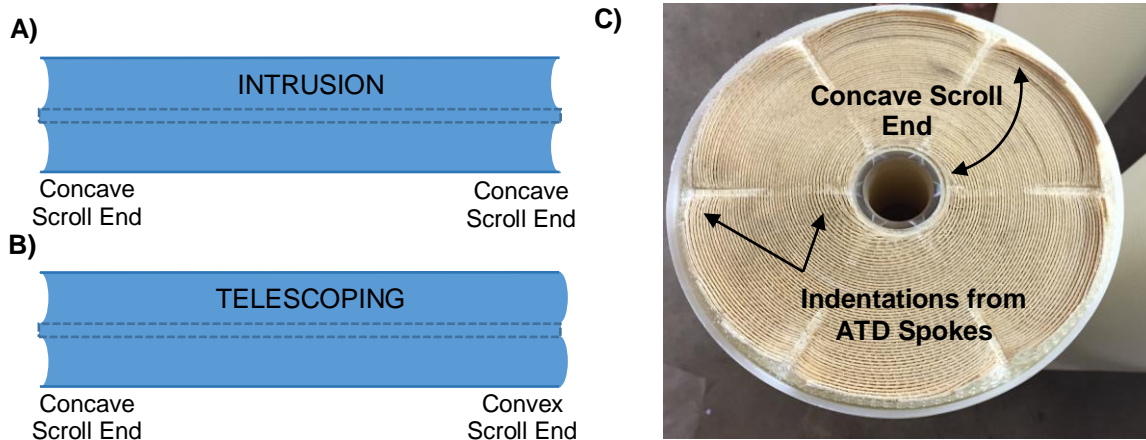 A)
INTRUSION
Concave
Scroll End
Concave
Scroll End
B)
TELESCOPING
Concave
Scroll End
Convex
Scroll End
C)
Concave Scroll
End
Indentations from
ATD Spokes